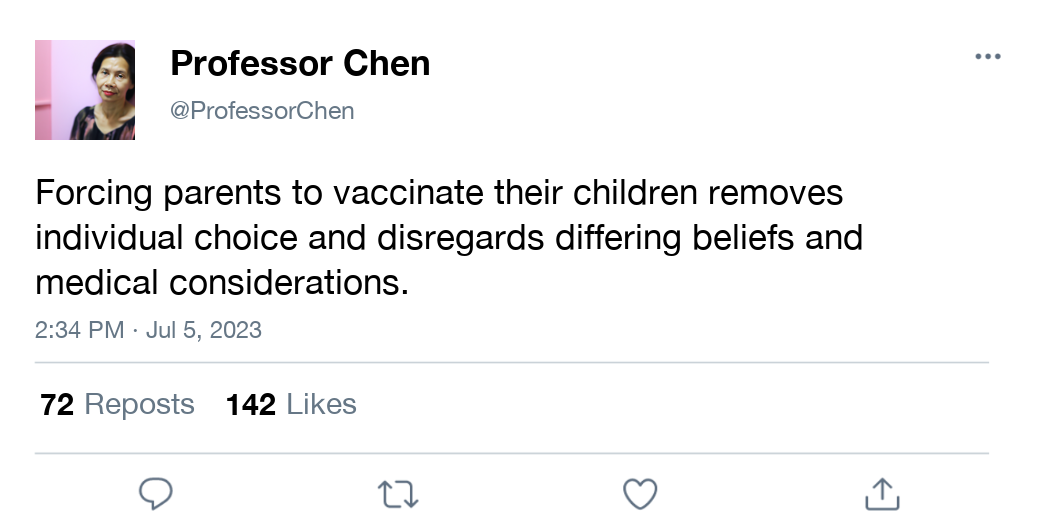 Professor Chen
@ProfessorChen
Forcing parents to vaccinate their children removes
individual choice and disregards differing beliefs and
medical considerations.
2:34 PM · Jul 5, 2023
72 Reposts 142 Likes